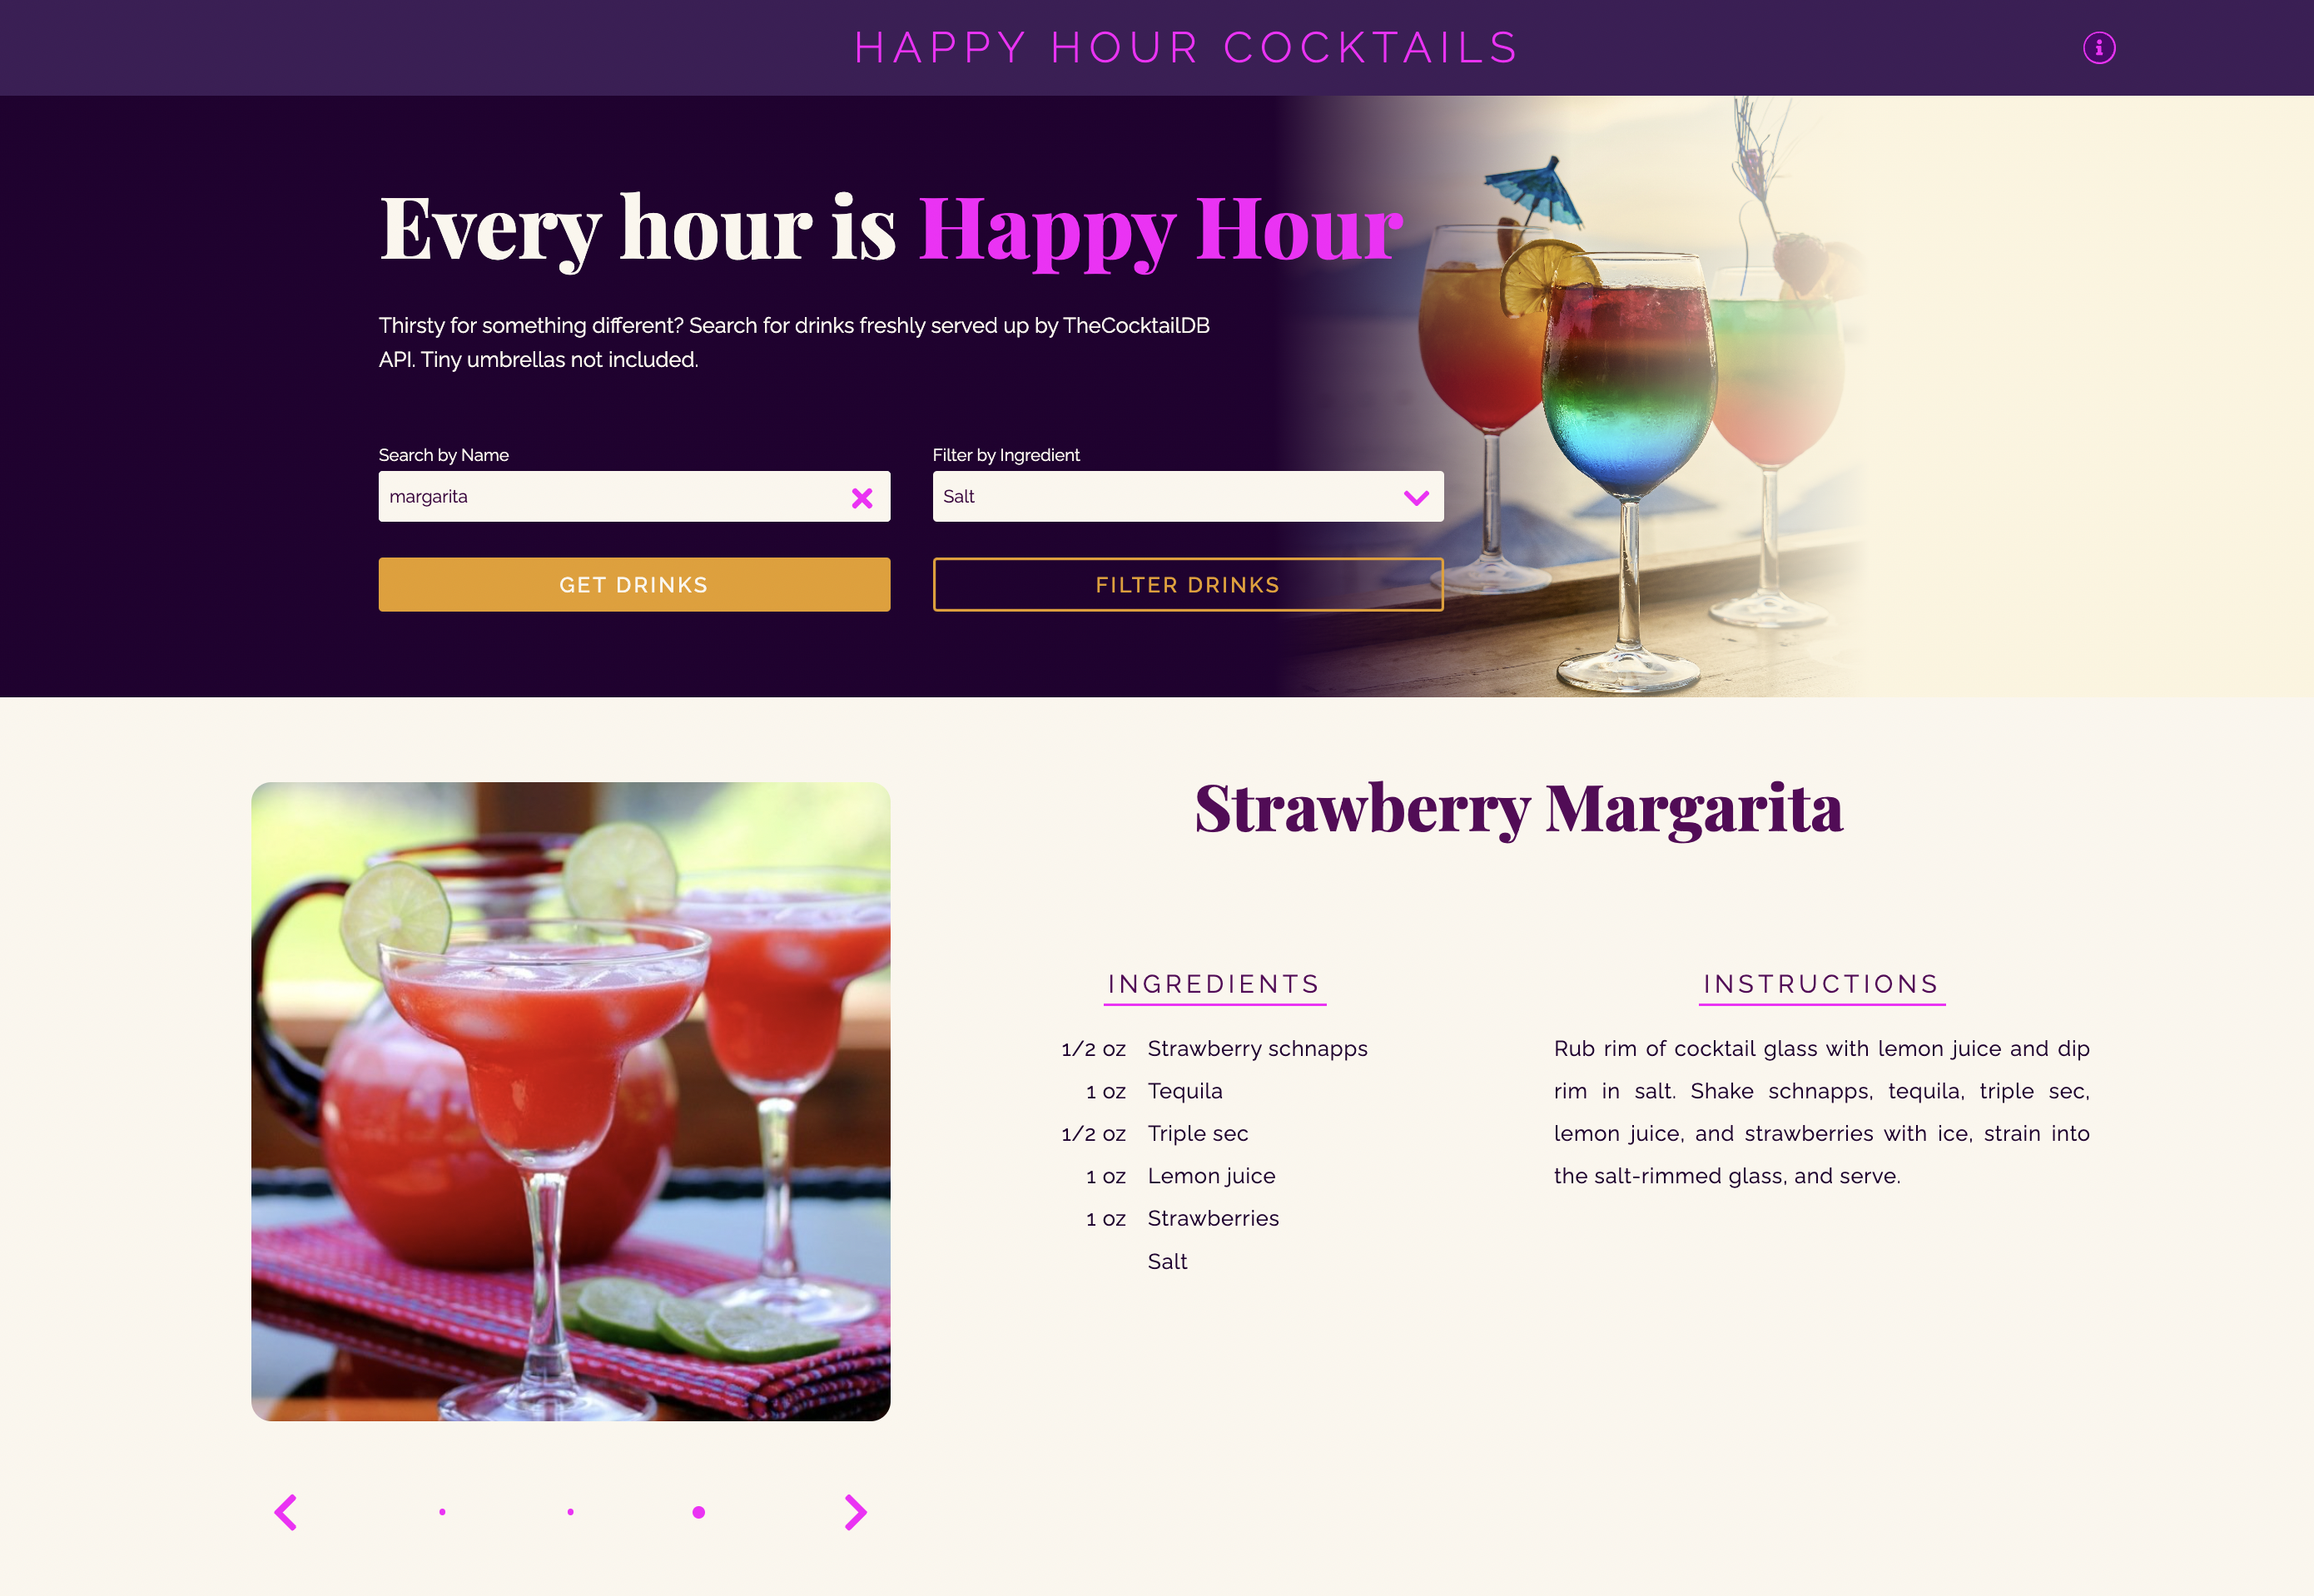 HAPPY HOUR COCKTAILS
Every hour is Happy Hour
Thirsty for something different? Search for drinks freshly served up by TheCocktailDB
API. Tiny umbrellas not included.
Search by Name
Filter by Ingredient
margarita
Salt
GET DRINKS
FILTER DRINKS
Strawberry Margarita
INGREDIENTS
1/2 oz Strawberry schnapps
1 oz Tequila
1/2 oz Triple sec
1 oz Lemon juice
1 oz Strawberries
Salt
INSTRUCTIONS
Rub rim of cocktail glass with lemon juice and dip
rim in salt. Shake schnapps, tequila, triple sec,
lemon juice, and strawberries with ice, strain into
the salt-rimmed glass, and serve.